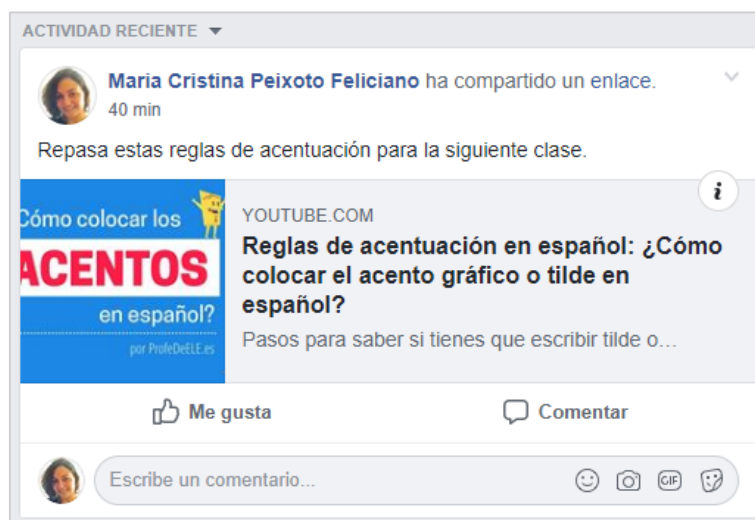 ACTIVIDAD RECIENTE
Maria Cristina Peixoto Feliciano ha compartido un enlace.
40 min
Repasa estas reglas de acentuación para la siguiente clase.
Cómo colocar los
ACENTOS
en español?
por ProfeDeELE.es
i
YOUTUBE.COM
Reglas de acentuación en español: ¿Cómo
colocar el acento gráfico o tilde en
español?
Pasos para saber si tienes que escribir tilde o...
Me gusta
Comentar
Escribe un comentario...
GIF